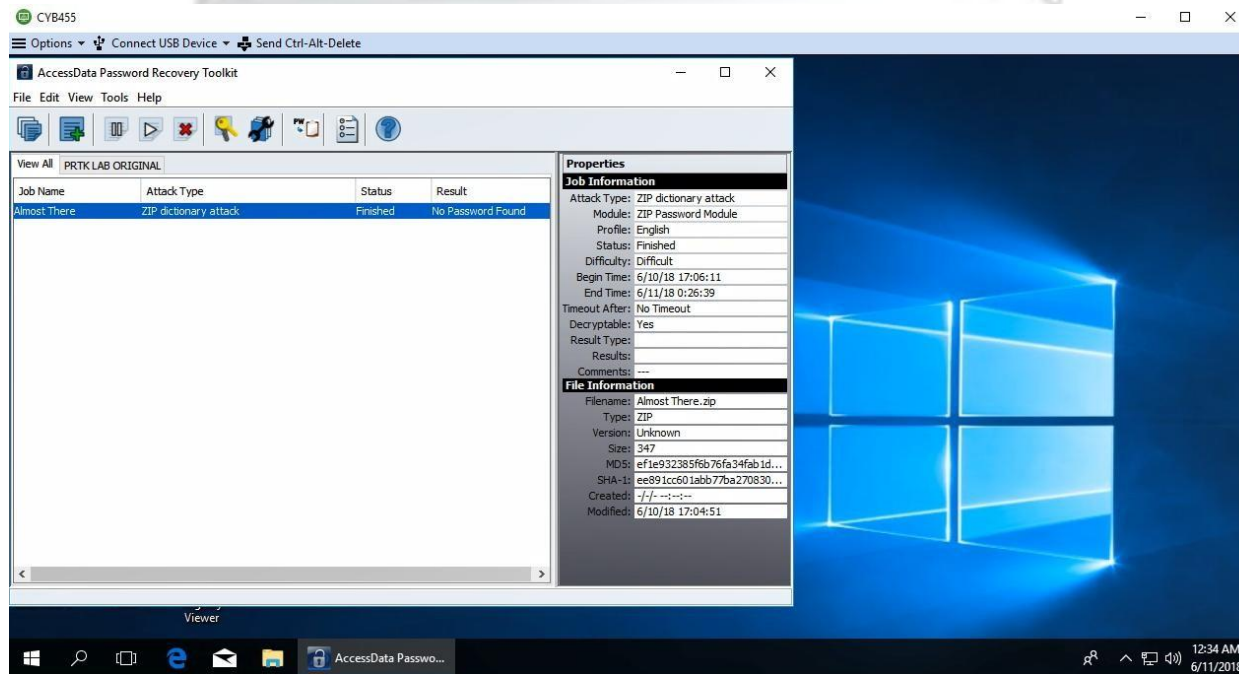 CYB455
Options Connect USB Device Send Ctrl-Alt-Delete
AccessData Password Recovery Toolkit
File Edit View Tools Help
View All PRTK LAB ORIGINAL
Job Name Attack Type Status Result
Almost There ZIP dictionary attack Finished No Password Found
Properties
Job Information
Attack Type: ZIP dictionary attack
Module: ZIP Password Module
Profile: English
Status: Finished
Difficulty: Difficult
Begin Time: 6/10/18 17:06:11
End Time: 6/11/18 0:26:39
Timeout After: No Timeout
Decryptable: Yes
Result Type:
Results:
Comments: ---
File Information
Filename: Almost There.zip
Type: ZIP
Version: Unknown
Size: 347
MD5: ef1e932385f6b76fa34fab1d...
SHA-1: ee891cc601abb77ba270830...
Created: -/-/- --:--:--
Modified: 6/10/18 17:04:51
Viewer
AccessData Passwo...
12:34 AM
6/11/2018